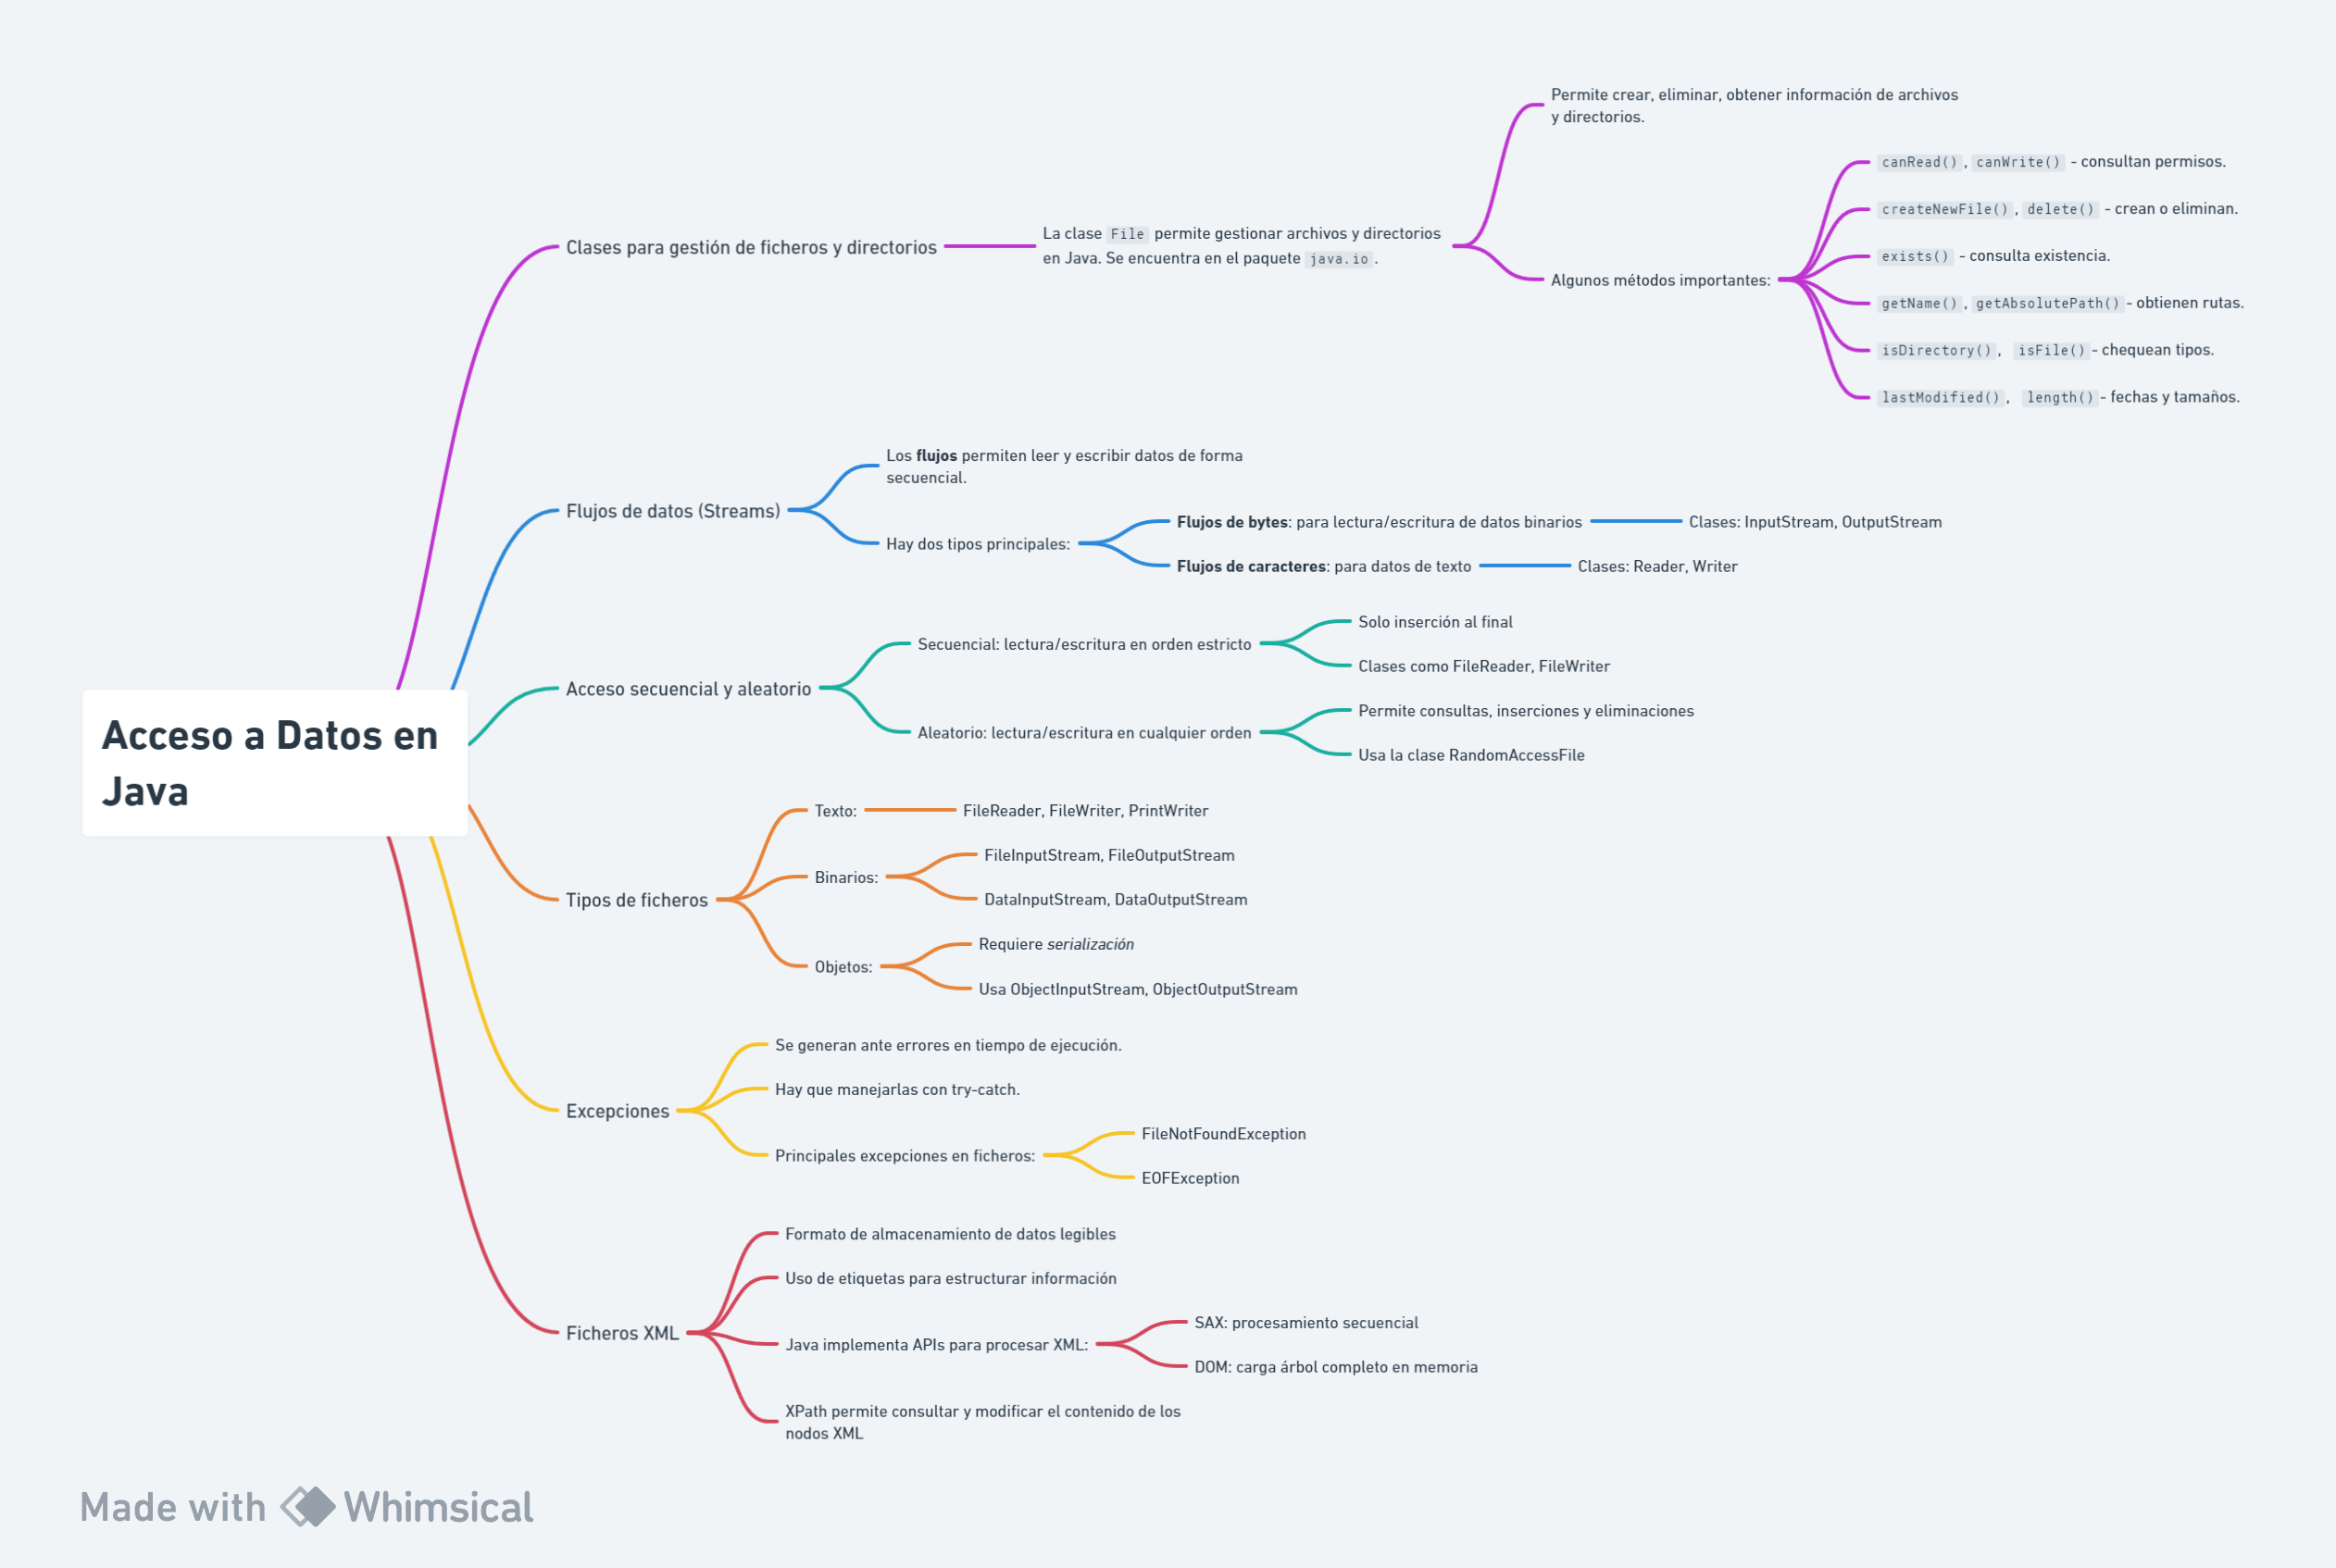 Acceso a Datos en
Java
Clases para gestión de ficheros y directorios
La clase File permite gestionar archivos y directorios
en Java. Se encuentra en el paquete java.io.
Permite crear, eliminar, obtener información de archivos
y directorios.
Algunos métodos importantes:
canRead(), canWrite() - consultan permisos.
createNewFile(), delete() - crean o eliminan.
exists() - consulta existencia.
getName(), getAbsolutePath() - obtienen rutas.
isDirectory(), isFile() - chequean tipos.
lastModified(), length() - fechas y tamaños.
Flujos de datos (Streams)
Los flujos permiten leer y escribir datos de forma
secuencial.
Hay dos tipos principales:
Flujos de bytes: para lectura/escritura de datos binarios
Clases: InputStream, OutputStream
Flujos de caracteres: para datos de texto
Clases: Reader, Writer
Acceso secuencial y aleatorio
Secuencial: lectura/escritura en orden estricto
Solo inserción al final
Clases como FileReader, FileWriter
Aleatorio: lectura/escritura en cualquier orden
Permite consultas, inserciones y eliminaciones
Usa la clase RandomAccessFile
Tipos de ficheros
Texto:
FileReader, FileWriter, PrintWriter
Binarios:
FileInputStream, FileOutputStream
DataInputStream, DataOutputStream
Objetos:
Requiere serialización
Usa ObjectInputStream, ObjectOutputStream
Excepciones
Se generan ante errores en tiempo de ejecución.
Hay que manejarlas con try-catch.
Principales excepciones en ficheros:
FileNotFoundException
EOFException
Ficheros XML
Formato de almacenamiento de datos legibles
Uso de etiquetas para estructurar información
Java implementa APIs para procesar XML:
SAX: procesamiento secuencial
DOM: carga árbol completo en memoria
XPath permite consultar y modificar el contenido de los
nodos XML
Made with Whimsical